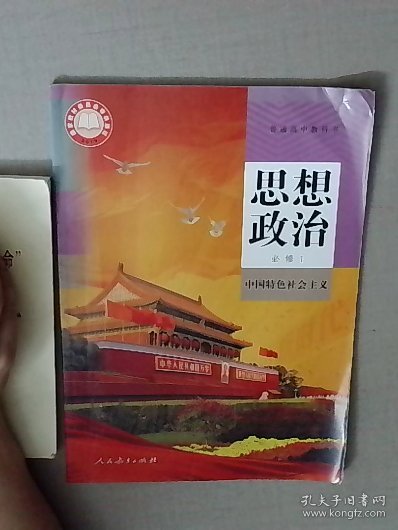 普通高中教科书
思想
政治
必修1
中国特色社会主义
中华人民共和国万岁
人民教育出版社
命”
孔夫子旧书网
kongfz.com